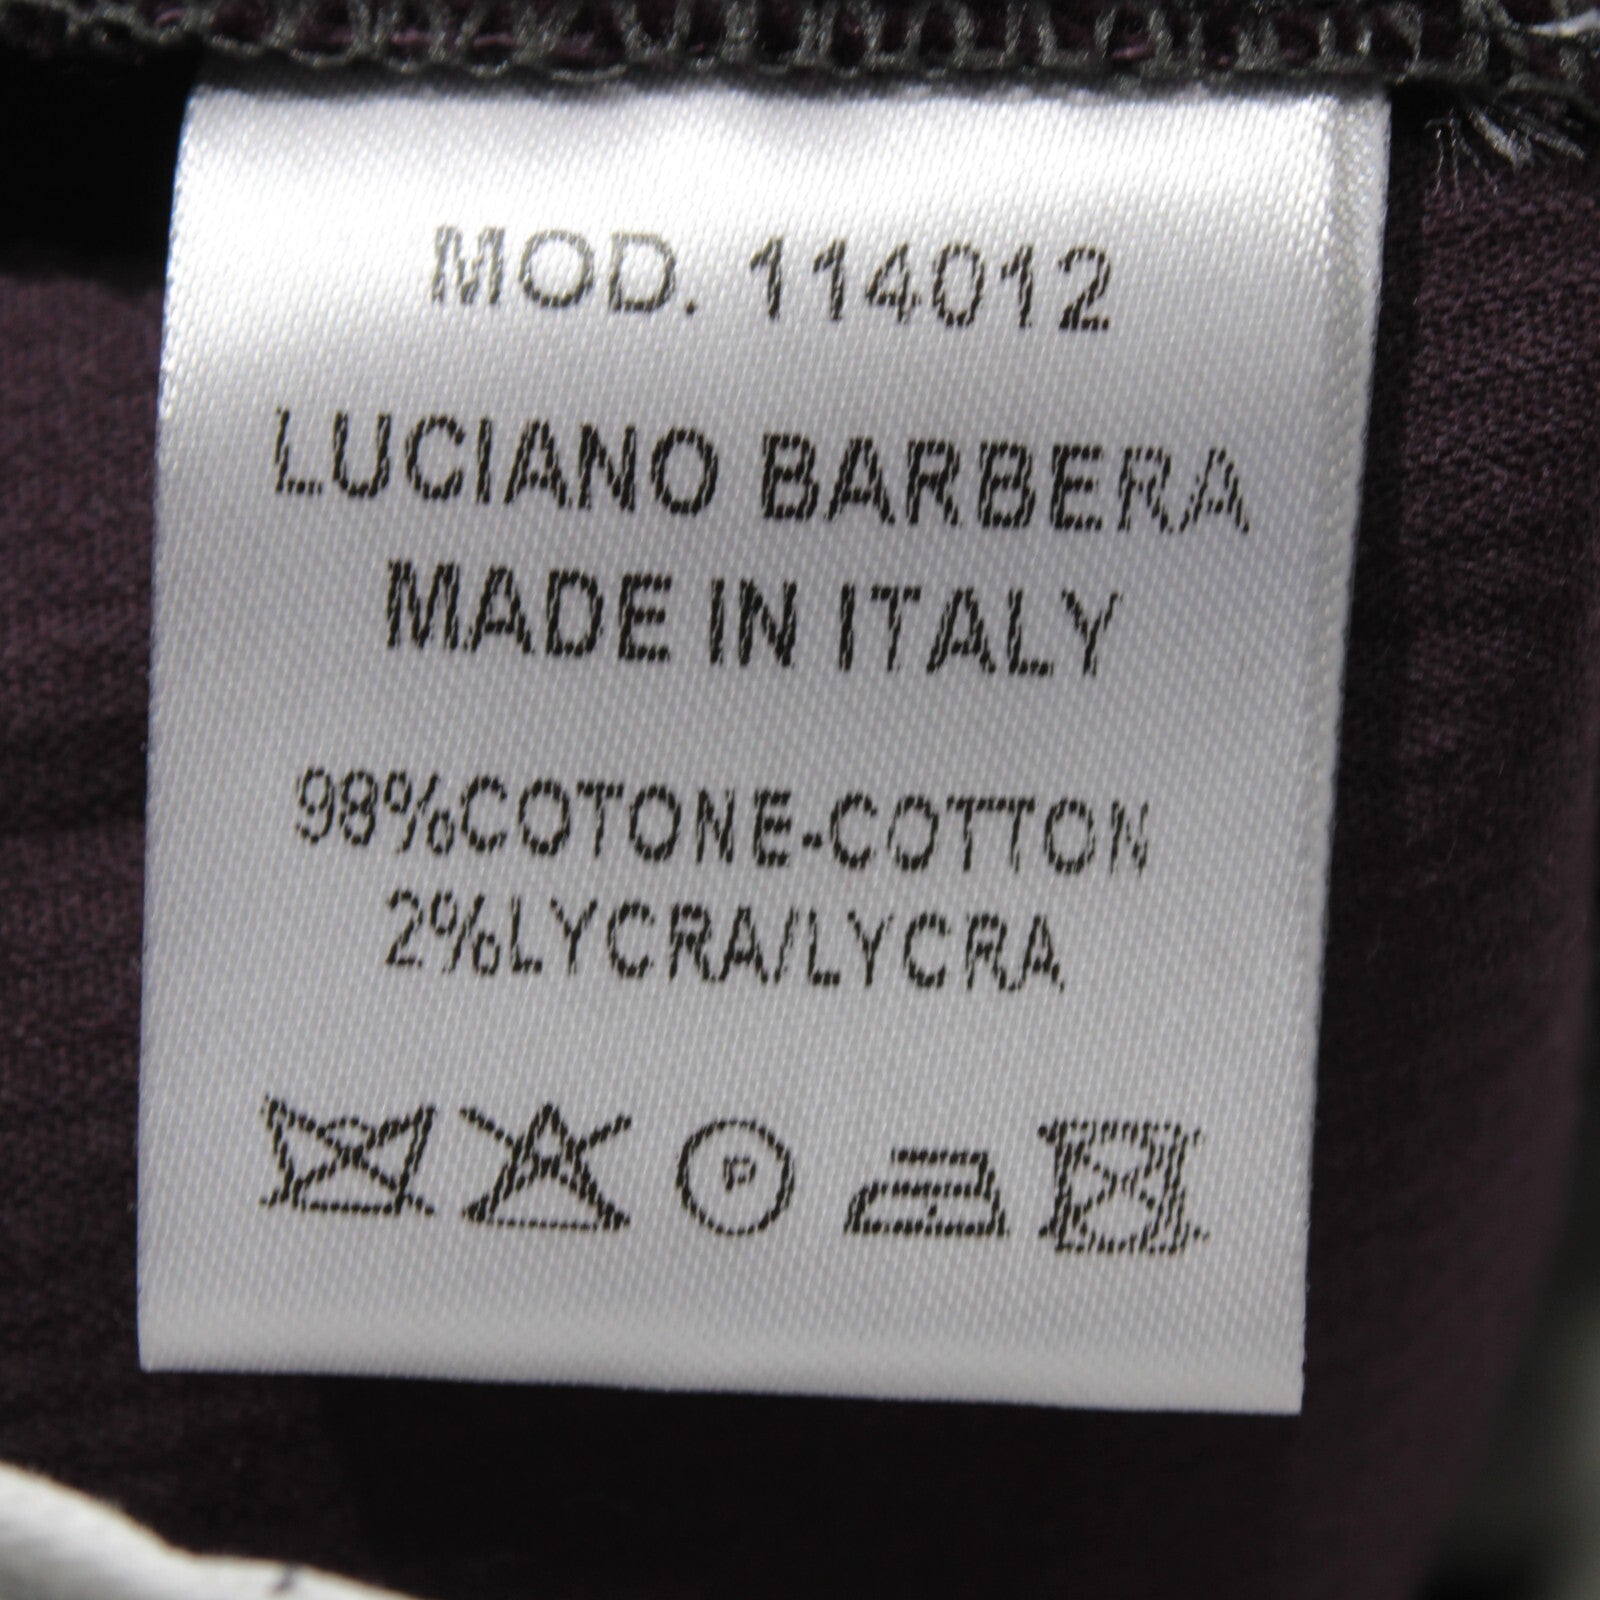 MOD. 114012
LUCIANO BARBERA
MADE IN ITALY
98%COTONE-COTTON
2%LYCRA/LYCRA
P